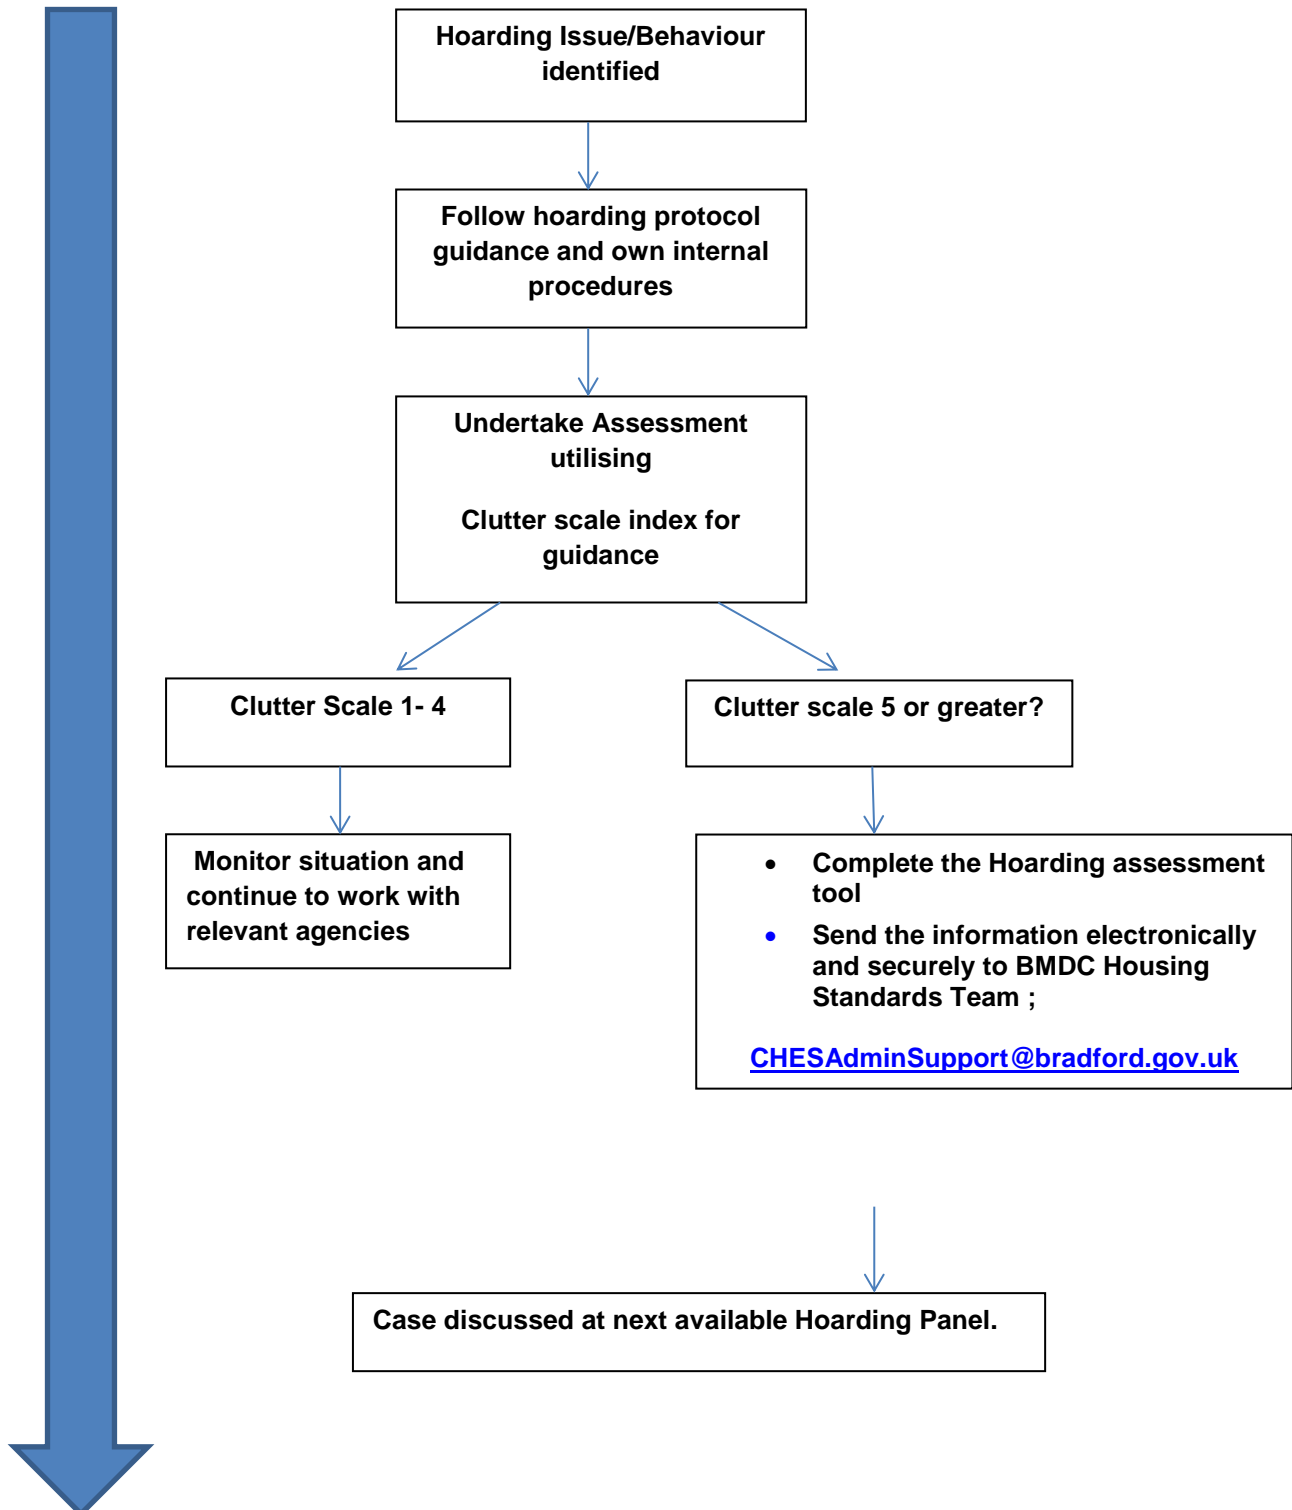 Hoarding Issue/Behaviour
identified
Follow hoarding protocol
guidance and own internal
procedures
Undertake Assessment
utilising
Clutter scale index for
guidance
Clutter Scale 1- 4
Clutter scale 5 or greater?
Monitor situation and
continue to work with
relevant agencies
• Complete the Hoarding assessment
tool
• Send the information electronically
and securely to BMDC Housing
Standards Team ;
CHESAdminSupport@bradford.gov.uk
Case discussed at next available Hoarding Panel.